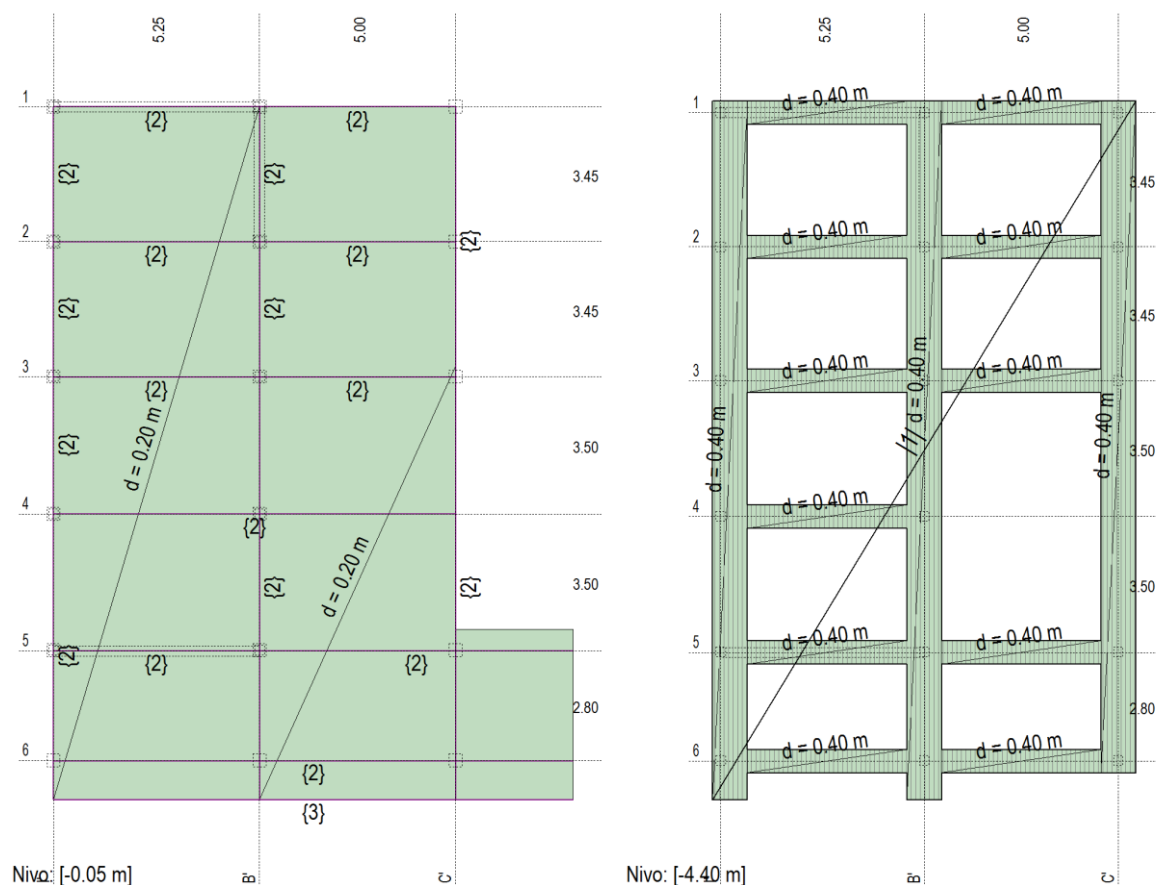 5.25
5.00
1
{2}
{2}
{2}
{2}
3.45
2
{2}
{2}
{2}
{2}
{2}
3.45
3
{2}
{2}
{2}
d = 0.20 m
3.50
4
{2}
d = 0.20 m
{2}
{2}
3.50
5
{2}
{2}
{2}
2.80
6
{2}
{3}
Nivo: [-0.05 m]
B'
C'
5.25
5.00
1
d = 0.40 m
d = 0.40 m
3.45
2
d = 0.40 m
d = 0.40 m
3.45
3
d = 0.40 m
d = 0.40 m
d = 0.40 m
/1/ d = 0.40 m
d = 0.40 m
3.50
4
d = 0.40 m
3.50
5
d = 0.40 m
d = 0.40 m
2.80
6
d = 0.40 m
d = 0.40 m
Nivo: [-4.40 m]
B'
C'